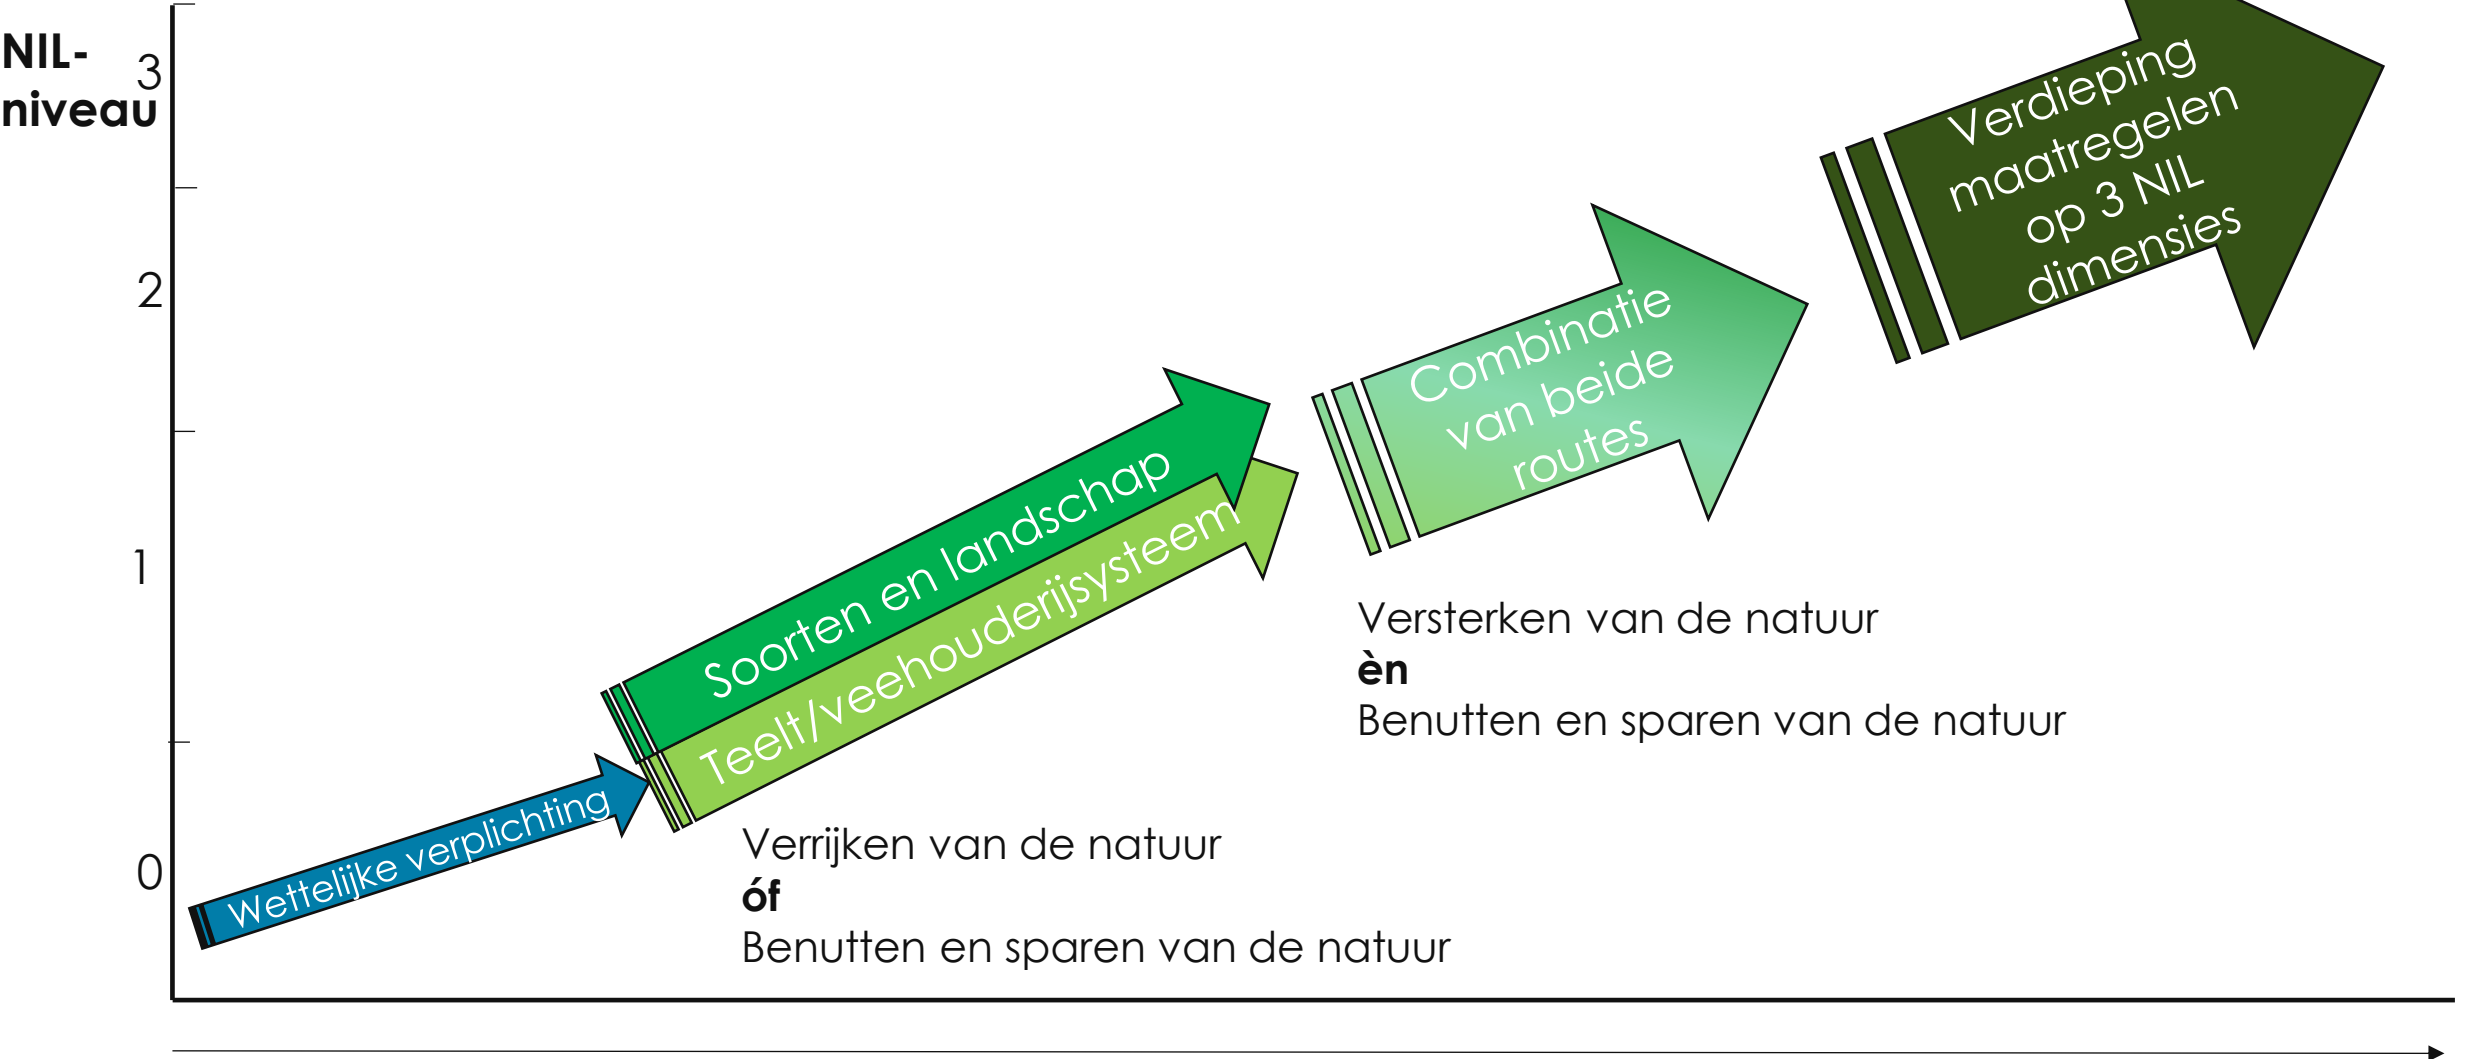 NIL-
niveau
3
2
1
0
Verdieping
maatregelen
op 3 NIL
dimensies
Combinatie
van beide
routes
Soorten en landschap
Teelt/veehouderijsysteem
Wettelijke verplichting
Versterken van de natuur
èn
Benutten en sparen van de natuur
Verrijken van de natuur
óf
Benutten en sparen van de natuur